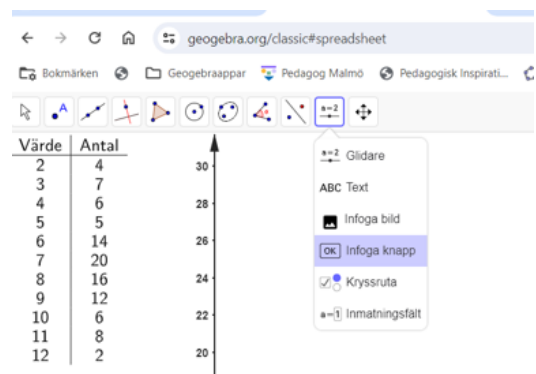 geogebra.org/classic#spreadsheet
Bokmärken Geogebraappar Pedagog Malmö Pedagogisk Inspirati...
A a=2
Värde Antal
2 4
3 7
4 6
5 5
6 14
7 20
8 16
9 12
10 6
11 8
12 2
30
28
26
24
22
20
a=2 Glidare
ABC Text
Infoga bild
OK Infoga knapp
Kryssruta
a=1 Inmatningsfält